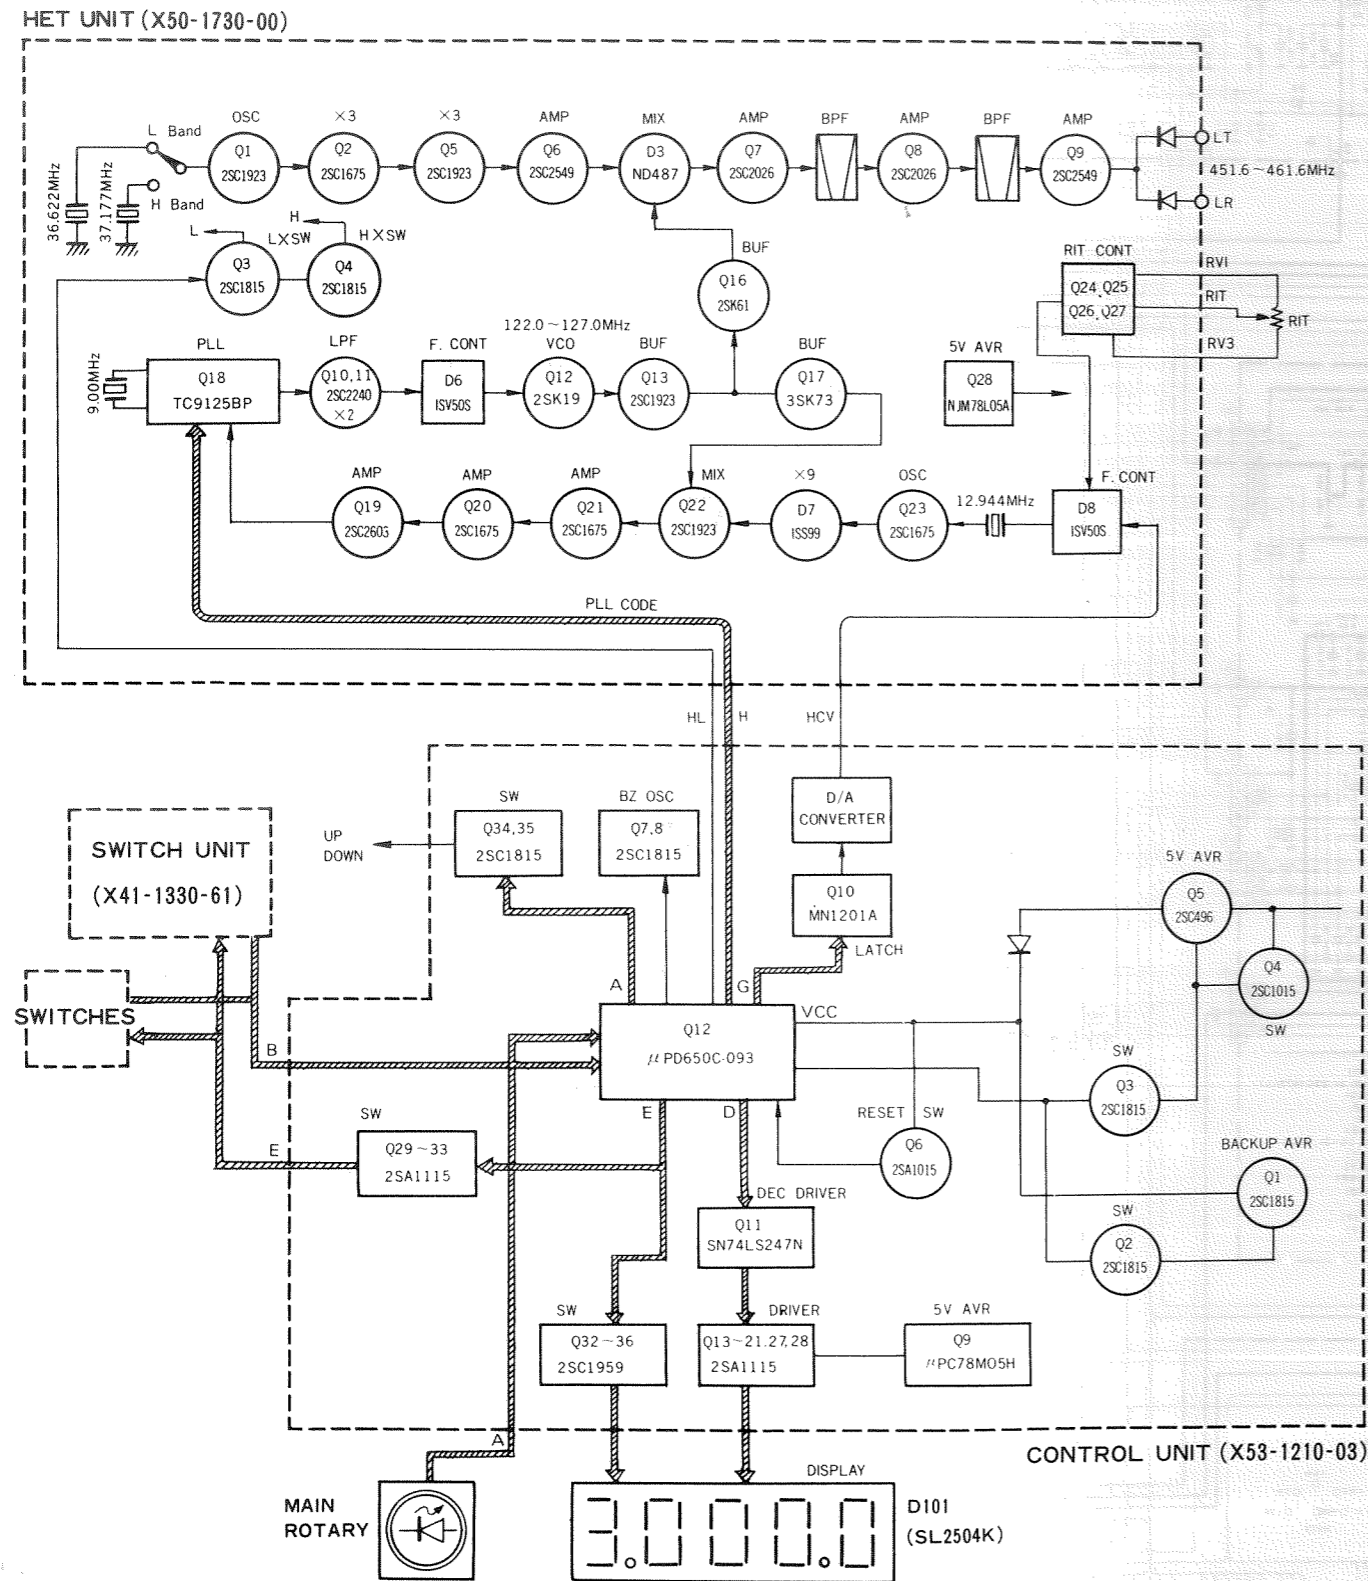 HET UNIT (X50-1730-00)
L Band
H Band
36.622MHz
37.177MHz
OSC
Q1
2SC1923
×3
Q2
2SC1675
×3
Q5
2SC1923
AMP
Q6
2SC2549
MIX
D3
ND487
AMP
Q7
2SC2026
BPF
AMP
Q8
2SC2026
BPF
AMP
Q9
2SC2549
LT
451.6~461.6MHz
LR
L
Q3
2SC1815
LXSW
H
HXSW
Q4
2SC1815
BUF
Q16
2SK61
RIT CONT
Q24, Q25
Q26, Q27
RV1
RIT
RIT
RV3
9.00MHz
PLL
Q18
TC9125BP
LPF
Q10,11
2SC2240
×2
F. CONT
D6
ISV50S
122.0~127.0MHz
VCO
Q12
2SK19
BUF
Q13
2SC1923
BUF
Q17
3SK73
5V AVR
Q28
NJM78L05A
AMP
Q19
2SC2603
AMP
Q20
2SC1675
AMP
Q21
2SC1675
MIX
Q22
2SC1923
×9
D7
ISS99
OSC
Q23
2SC1675
12.944MHz
F. CONT
D8
ISV50S
PLL CODE
HL
H
HCV
SWITCH UNIT
(X41-1330-61)
SWITCHES
UP
DOWN
SW
Q34,35
2SC1815
BZ OSC
Q7,8
2SC1815
D/A
CONVERTER
Q10
MN1201A
LATCH
A
G
Q12
μPD650C-093
VCC
B
E
D
5V AVR
Q5
2SC496
Q4
2SC1015
SW
SW
Q3
2SC1815
RESET SW
Q6
2SA1015
BACKUP AVR
Q1
2SC1815
SW
Q2
2SC1815
E
SW
Q29~33
2SA1115
DEC DRIVER
Q11
SN74LS247N
SW
Q32~36
2SC1959
DRIVER
Q13~21.27,28
2SA1115
5V AVR
Q9
μPC78M05H
A
CONTROL UNIT (X53-1210-03)
MAIN
ROTARY
DISPLAY
3.000.0
D101
(SL2504K)